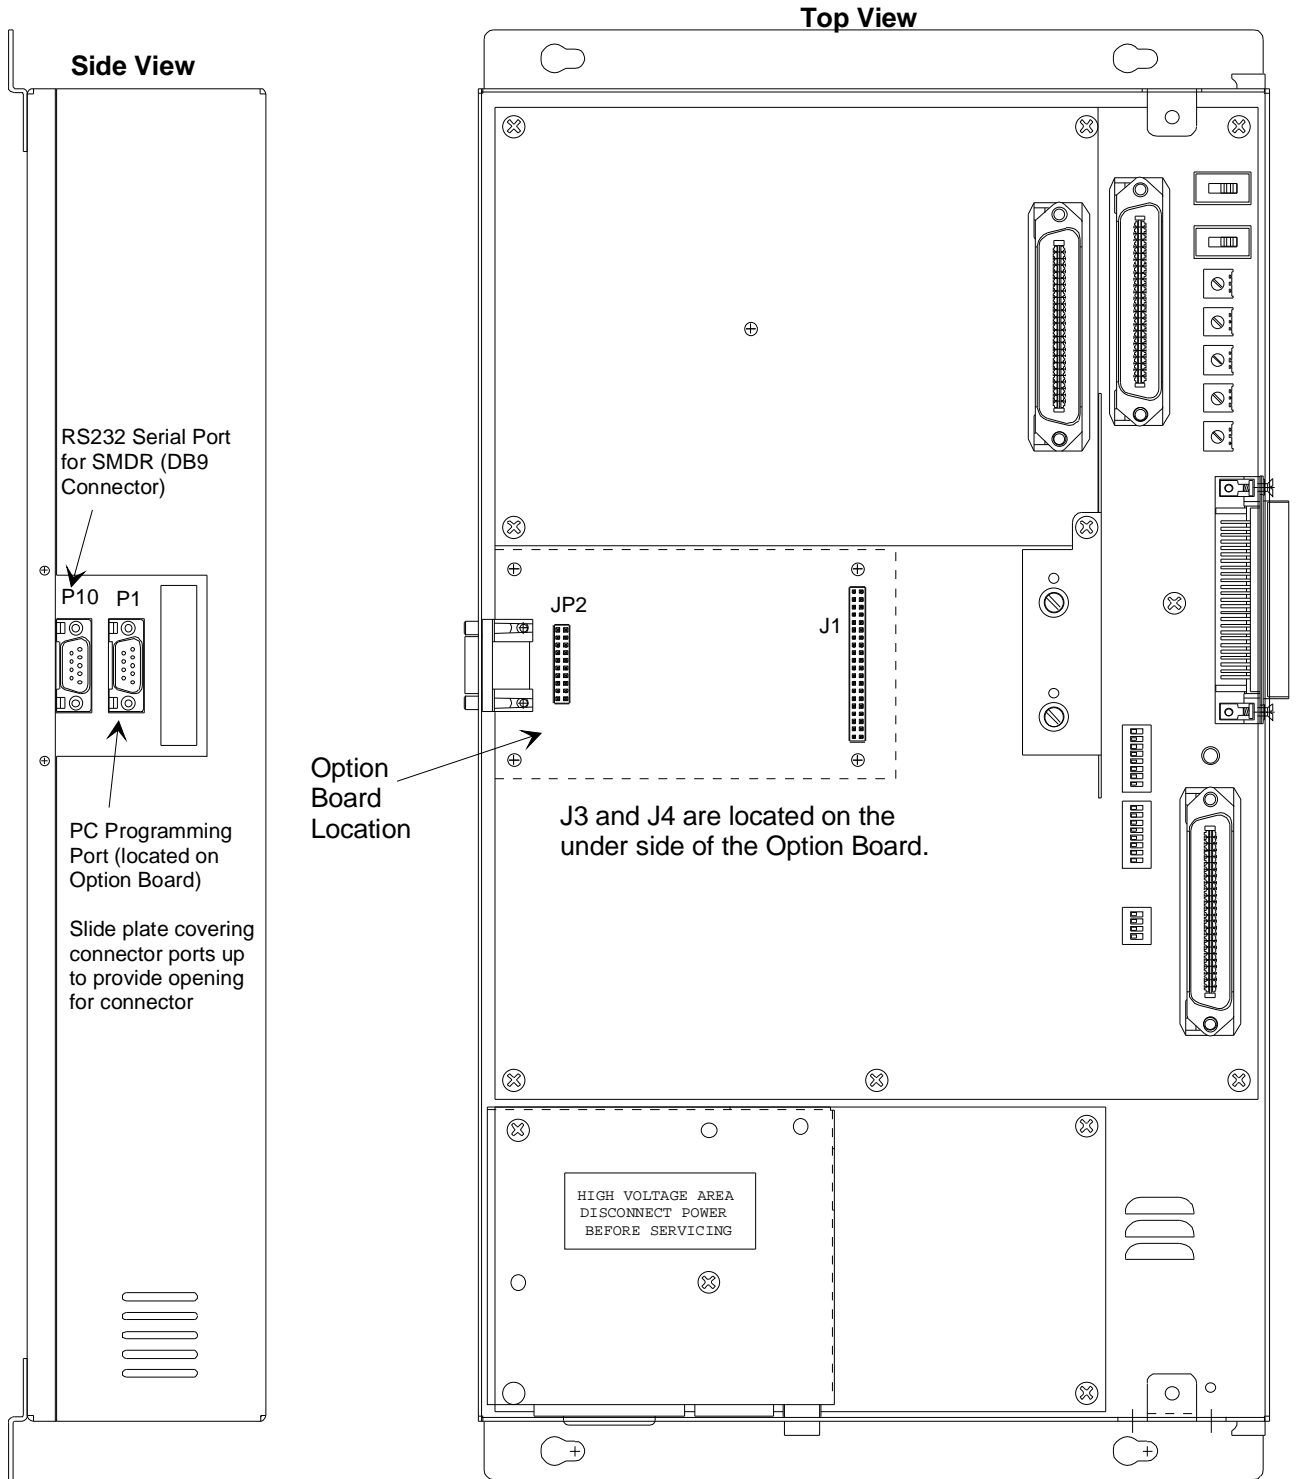 Top View
Side View
RS232 Serial Port
for SMDR (DB9
Connector)
P10 P1
JP2
J1
Option
Board
Location
J3 and J4 are located on the
under side of the Option Board.
PC Programming
Port (located on
Option Board)
Slide plate covering
connector ports up
to provide opening
for connector
HIGH VOLTAGE AREA
DISCONNECT POWER
BEFORE SERVICING